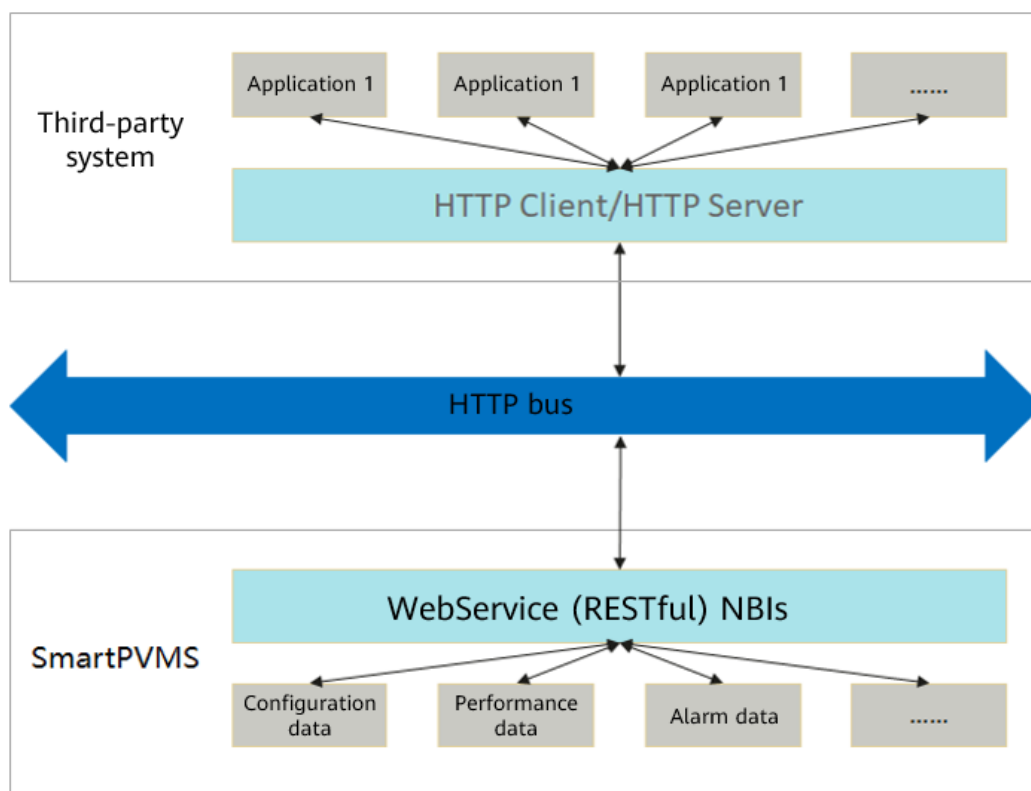 Application 1
Application 1
Application 1
......
Third-party
system
HTTP Client/HTTP Server
HTTP bus
WebService (RESTful) NBIs
SmartPVMS
Configuration
data
Performance
data
Alarm data
......